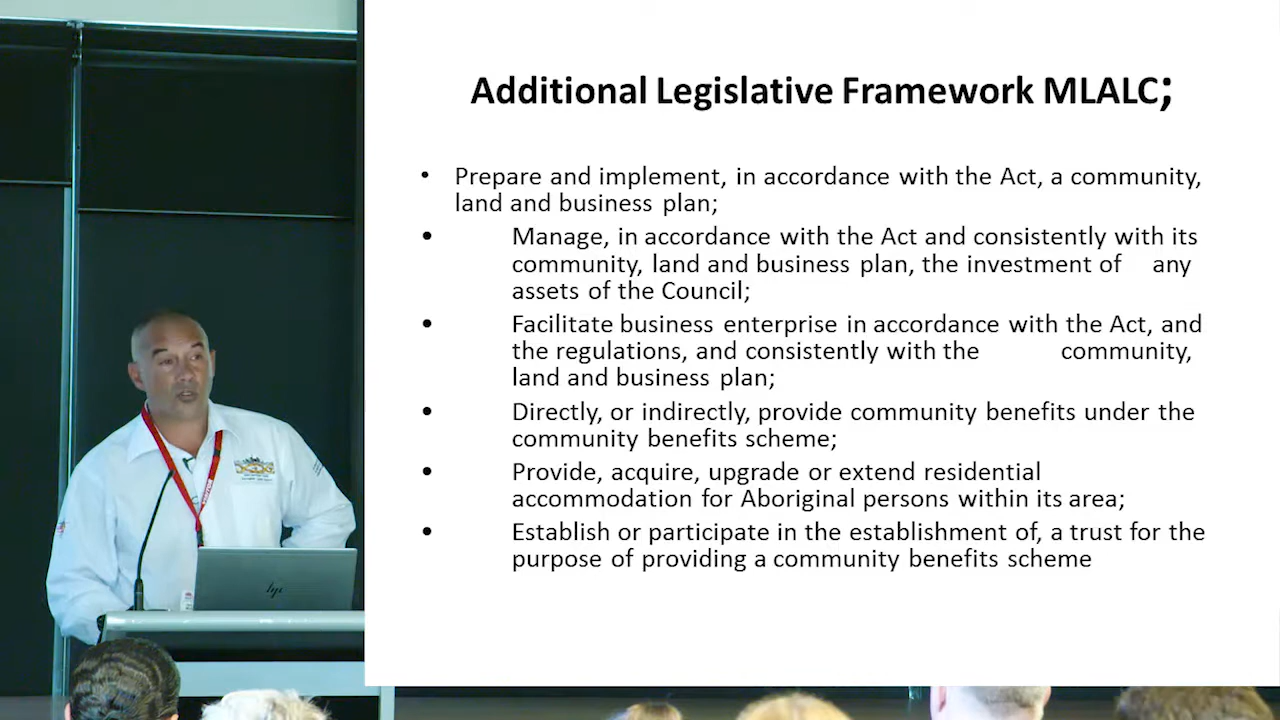 Additional Legislative Framework MLALC;
• Prepare and implement, in accordance with the Act, a community,
land and business plan;
• Manage, in accordance with the Act and consistently with its
community, land and business plan, the investment of any
assets of the Council;
• Facilitate business enterprise in accordance with the Act, and
the regulations, and consistently with the community,
land and business plan;
• Directly, or indirectly, provide community benefits under the
community benefits scheme;
• Provide, acquire, upgrade or extend residential
accommodation for Aboriginal persons within its area;
• Establish or participate in the establishment of, a trust for the
purpose of providing a community benefits scheme
hp